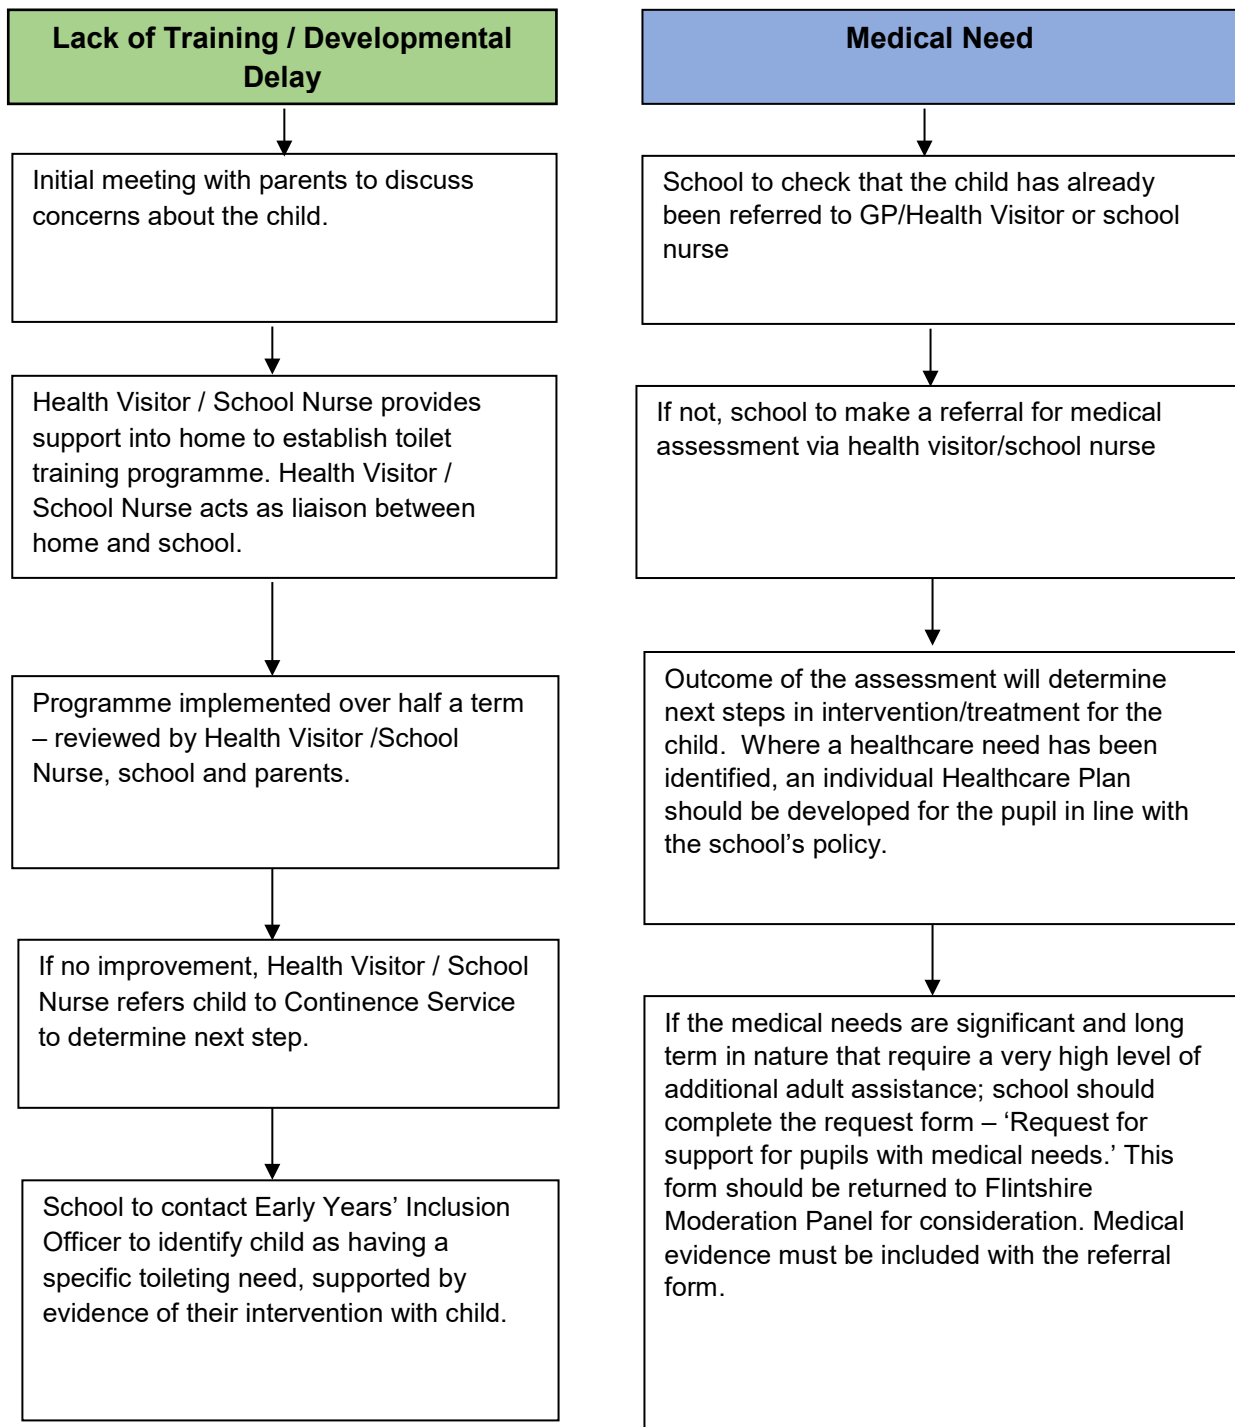 Lack of Training / Developmental
Delay
Initial meeting with parents to discuss
concerns about the child.
Health Visitor / School Nurse provides
support into home to establish toilet
training programme. Health Visitor /
School Nurse acts as liaison between
home and school.
Programme implemented over half a term
– reviewed by Health Visitor /School
Nurse, school and parents.
If no improvement, Health Visitor / School
Nurse refers child to Continence Service
to determine next step.
School to contact Early Years’ Inclusion
Officer to identify child as having a
specific toileting need, supported by
evidence of their intervention with child.
Medical Need
School to check that the child has already
been referred to GP/Health Visitor or school
nurse
If not, school to make a referral for medical
assessment via health visitor/school nurse
Outcome of the assessment will determine
next steps in intervention/treatment for the
child.  Where a healthcare need has been
identified, an individual Healthcare Plan
should be developed for the pupil in line with
the school’s policy.
If the medical needs are significant and long
term in nature that require a very high level of
additional adult assistance; school should
complete the request form – ‘Request for
support for pupils with medical needs.’ This
form should be returned to Flintshire
Moderation Panel for consideration. Medical
evidence must be included with the referral
form.